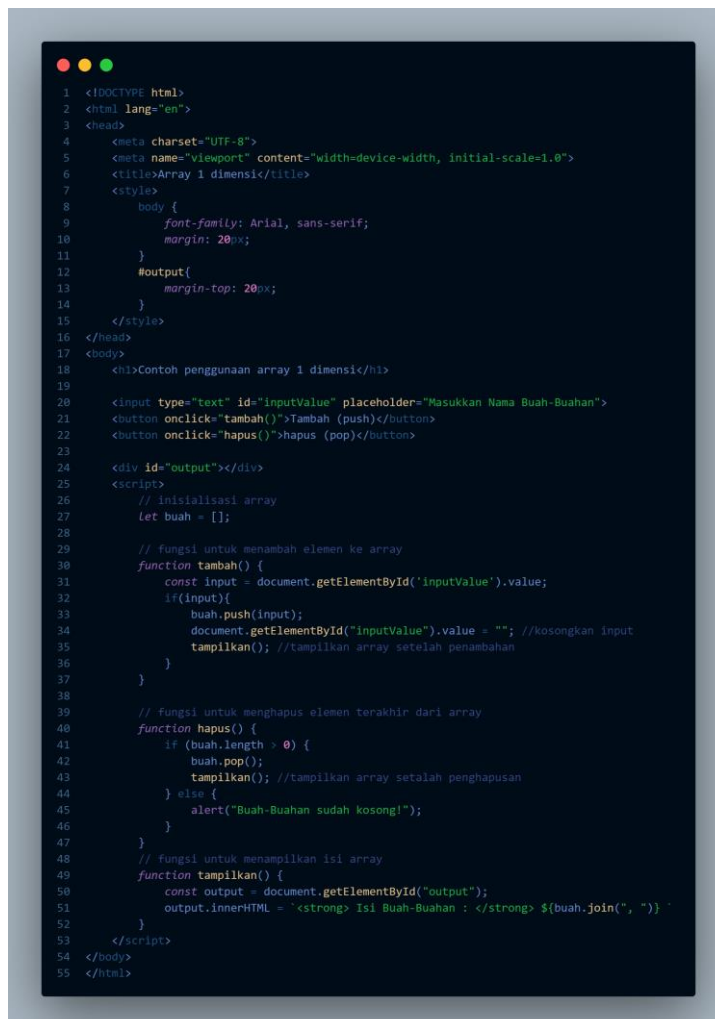 1 <!DOCTYPE html>
2 <html lang="en">
3 <head>
4     <meta charset="UTF-8">
5     <meta name="viewport" content="width=device-width, initial-scale=1.0">
6     <title>Array 1 dimensi</title>
7     <style>
8         body {
9             font-family: Arial, sans-serif;
10             margin: 20px;
11         }
12         #output{
13             margin-top: 20px;
14         }
15     </style>
16 </head>
17 <body>
18     <h1>Contoh penggunaan array 1 dimensi</h1>
19
20     <input type="text" id="inputValue" placeholder="Masukkan Nama Buah-Buahan">
21     <button onclick="tambah()">Tambah (push)</button>
22     <button onclick="hapus()">hapus (pop)</button>
23
24     <div id="output"></div>
25     <script>
26         // inisialisasi array
27         let buah = [];
28
29         // fungsi untuk menambah elemen ke array
30         function tambah() {
31             const input = document.getElementById('inputValue').value;
32             if(input){
33                 buah.push(input);
34                 document.getElementById("inputValue").value = ""; //kosongkan input
35                 tampilkan(); //tampilkan array setelah penambahan
36             }
37         }
38
39         // fungsi untuk menghapus elemen terakhir dari array
40         function hapus() {
41             if (buah.length > 0) {
42                 buah.pop();
43                 tampilkan(); //tampilkan array setalah penghapusan
44             } else {
45                 alert("Buah-Buahan sudah kosong!");
46             }
47         }
48         // fungsi untuk menampilkan isi array
49         function tampilkan() {
50             const output = document.getElementById("output");
51             output.innerHTML = `<strong> Isi Buah-Buahan : </strong> ${buah.join(", ")} `
52         }
53     </script>
54 </body>
55 </html>